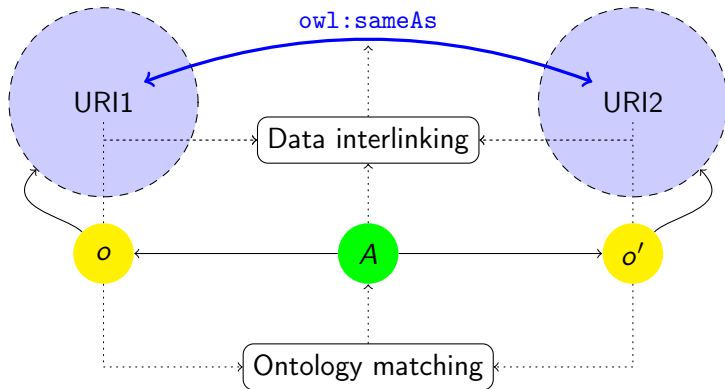 owl:sameAs
URI1
URI2
Data interlinking
o
A
o′
Ontology matching